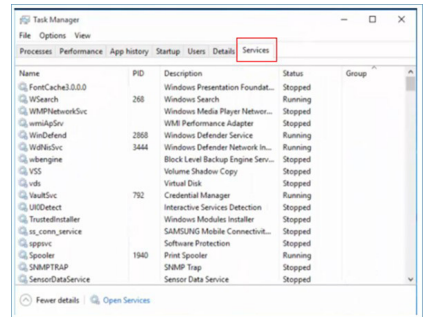 Task Manager
File Options View
Processes Performance App history Startup Users Details Services
Name PID Description Status Group
FontCache3.0.0.0 Windows Presentation Foundat... Stopped
WSearch 268 Windows Search Running
WMPNetworkSvc Windows Media Player Networ... Stopped
wmiApSrv WMI Performance Adapter Stopped
WinDefend 2868 Windows Defender Service Running
WdNisSvc 3444 Windows Defender Network In... Running
wbengine Block Level Backup Engine Serv... Stopped
VSS Volume Shadow Copy Stopped
vds Virtual Disk Stopped
VaultSvc 792 Credential Manager Running
UI0Detect Interactive Services Detection Stopped
TrustedInstaller Windows Modules Installer Stopped
ss_conn_service SAMSUNG Mobile Connectivit... Stopped
sppsvc Software Protection Stopped
Spooler 1940 Print Spooler Running
SNMPTRAP SNMP Trap Stopped
SensorDataService Sensor Data Service Stopped
Fewer details Open Services